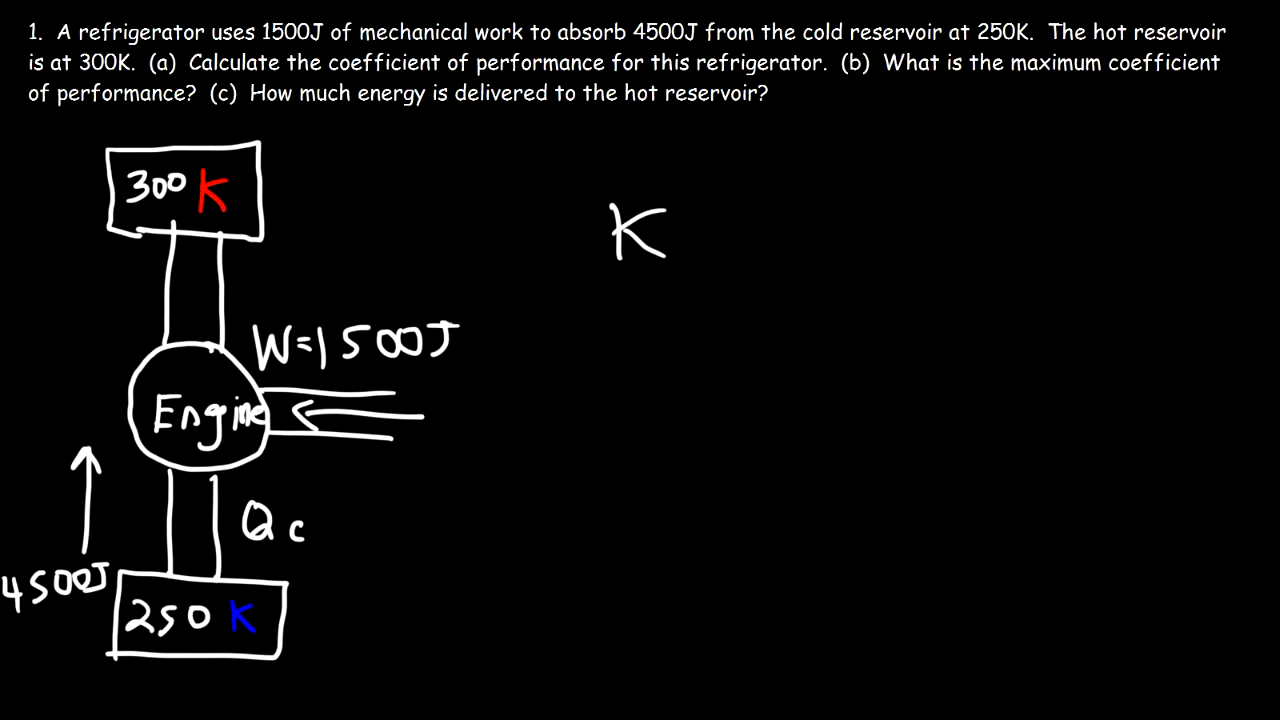 1. A refrigerator uses 1500J of mechanical work to absorb 4500J from the cold reservoir at 250K. The hot reservoir
is at 300K. (a) Calculate the coefficient of performance for this refrigerator. (b) What is the maximum coefficient
of performance? (c) How much energy is delivered to the hot reservoir?
300 K
K
W=1500J
Engine
Qc
4500J
250 K